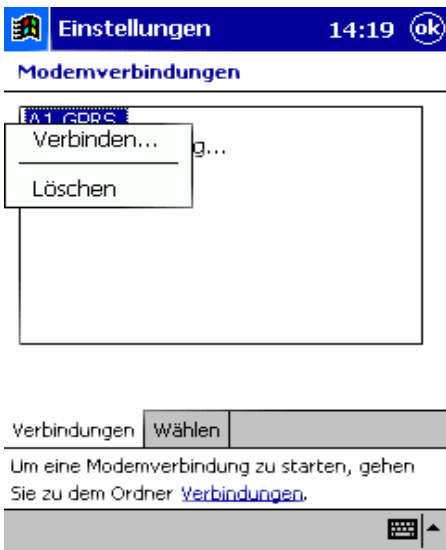 Einstellungen 14:19 ok
Modemverbindungen
A1 GPRS
Verbinden...
g...
Löschen
Verbindungen Wählen
Um eine Modemverbindung zu starten, gehen
Sie zu dem Ordner Verbindungen.